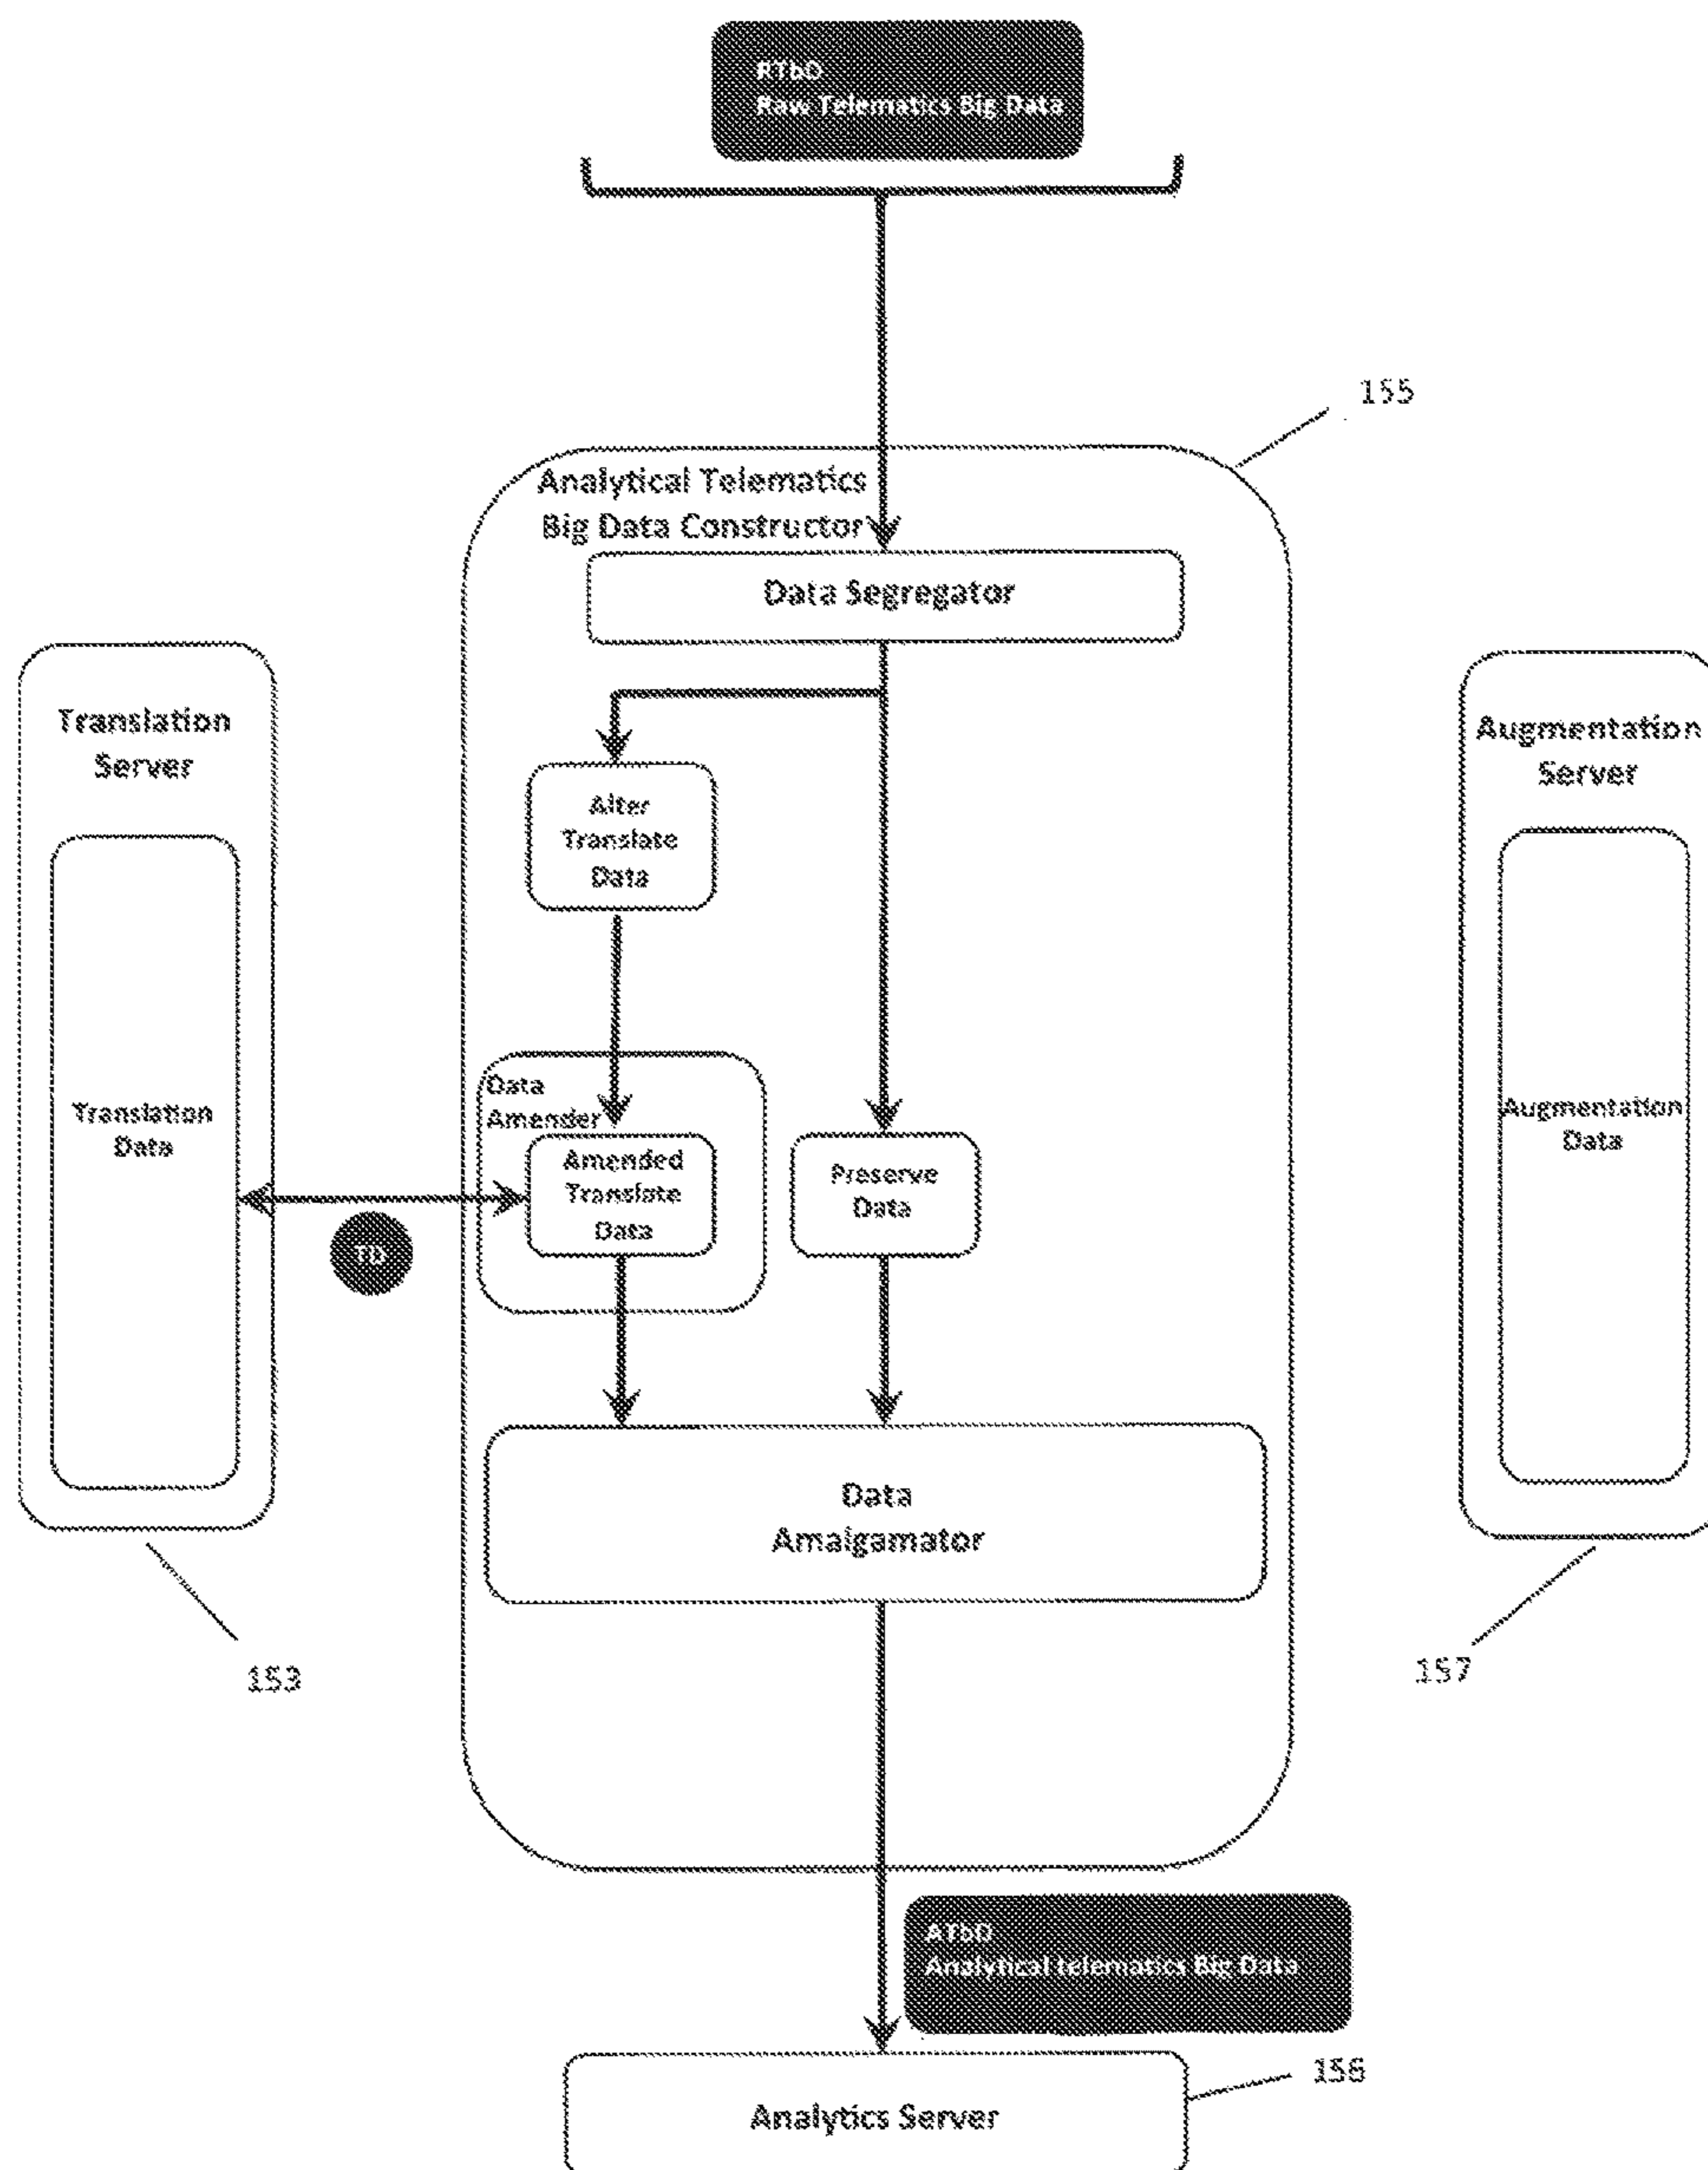 RTbD
Raw Telematics Big Data
155
Analytical Telematics
Big Data Constructor
Data Segregator
Translation
Server
Augmentation
Server
Alter
Translate
Data
Data
Amender
Translation
Data
Amended
Translate
Data
Preserve
Data
Augmentation
Data
TD
Data
Amalgamator
153
157
ATbD
Analytical telematics Big Data
156
Analytics Server